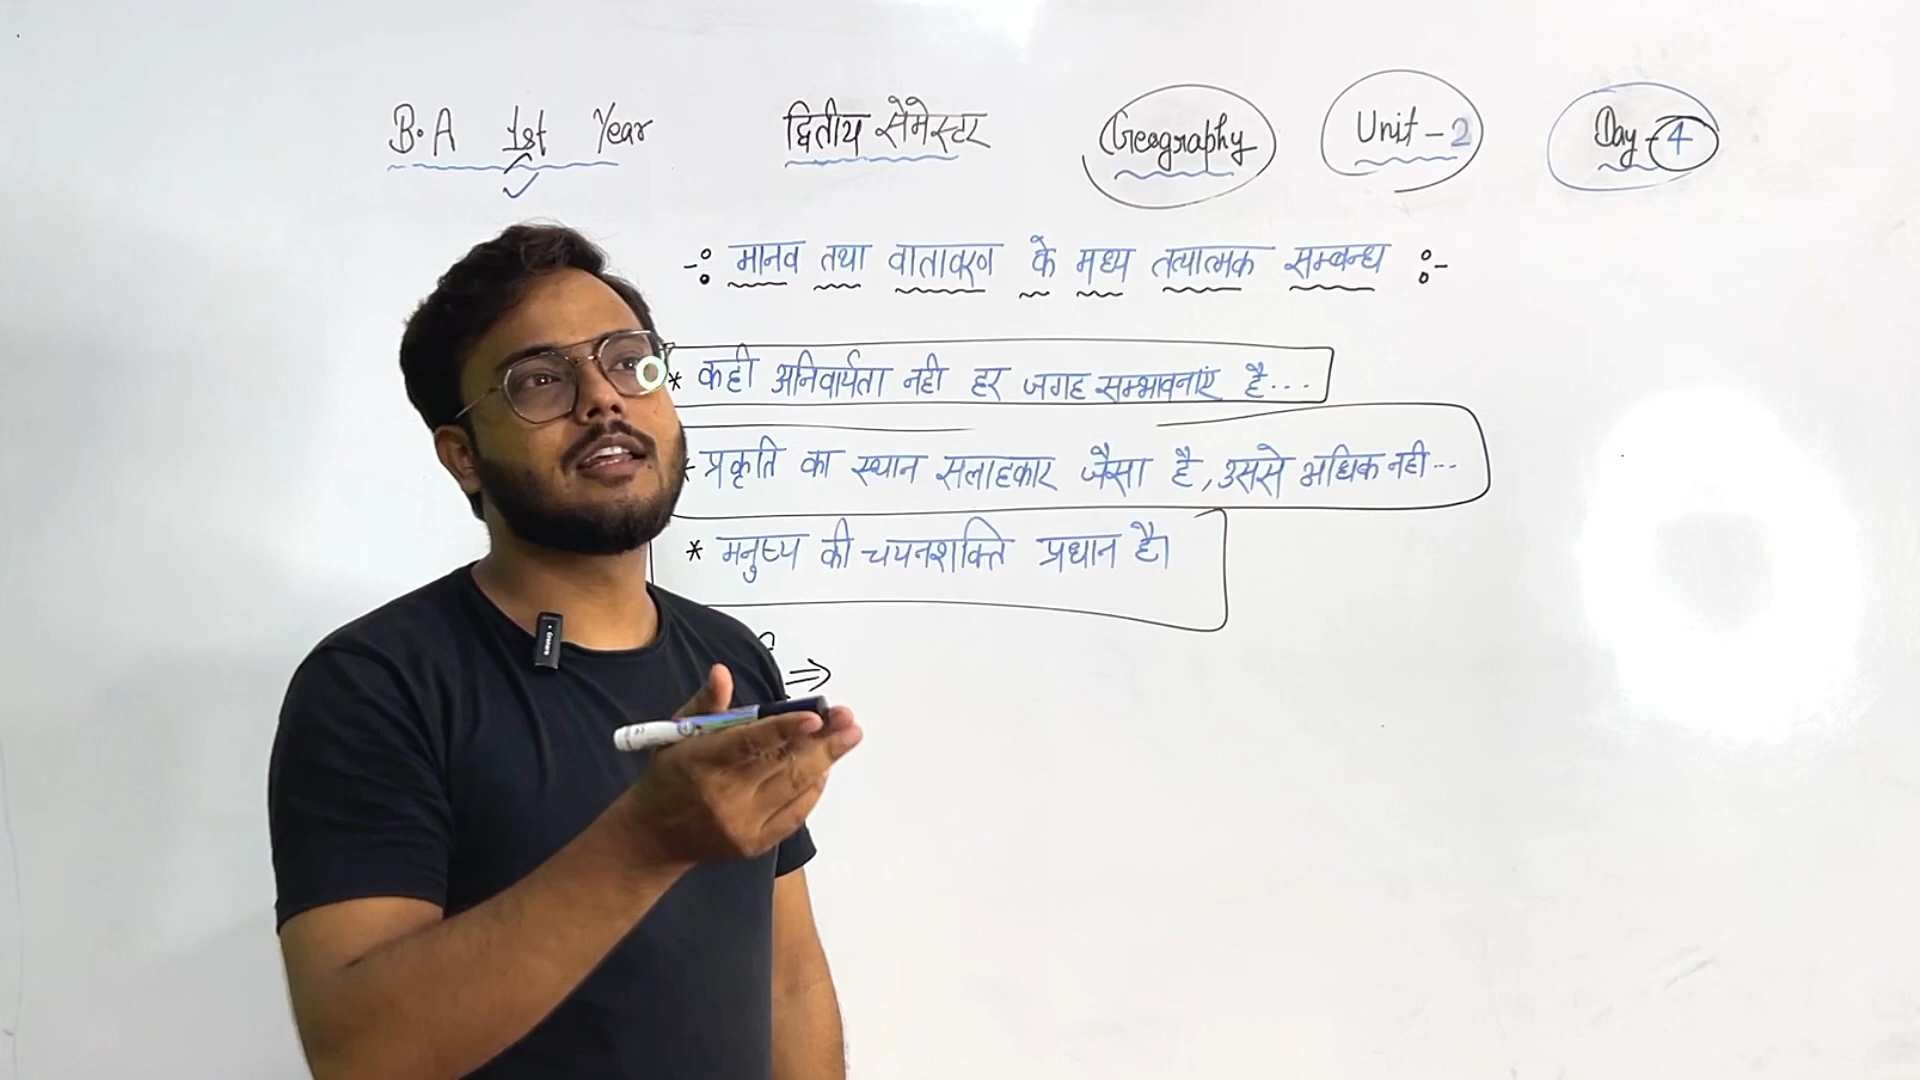 B.A 1st Year द्वितीय सेमेस्टर Geography Unit-2 Day-4
-: मानव तथा वातावरण के मध्य तत्यात्मक सम्बन्ध :-
* कही अनिवार्यता नही हर जगह सम्भावनाएं है...
* प्रकृति का स्थान सलाहकार जैसा है, उससे अधिक नही...
* मनुष्य की चयनशक्ति प्रधान है।
⇒